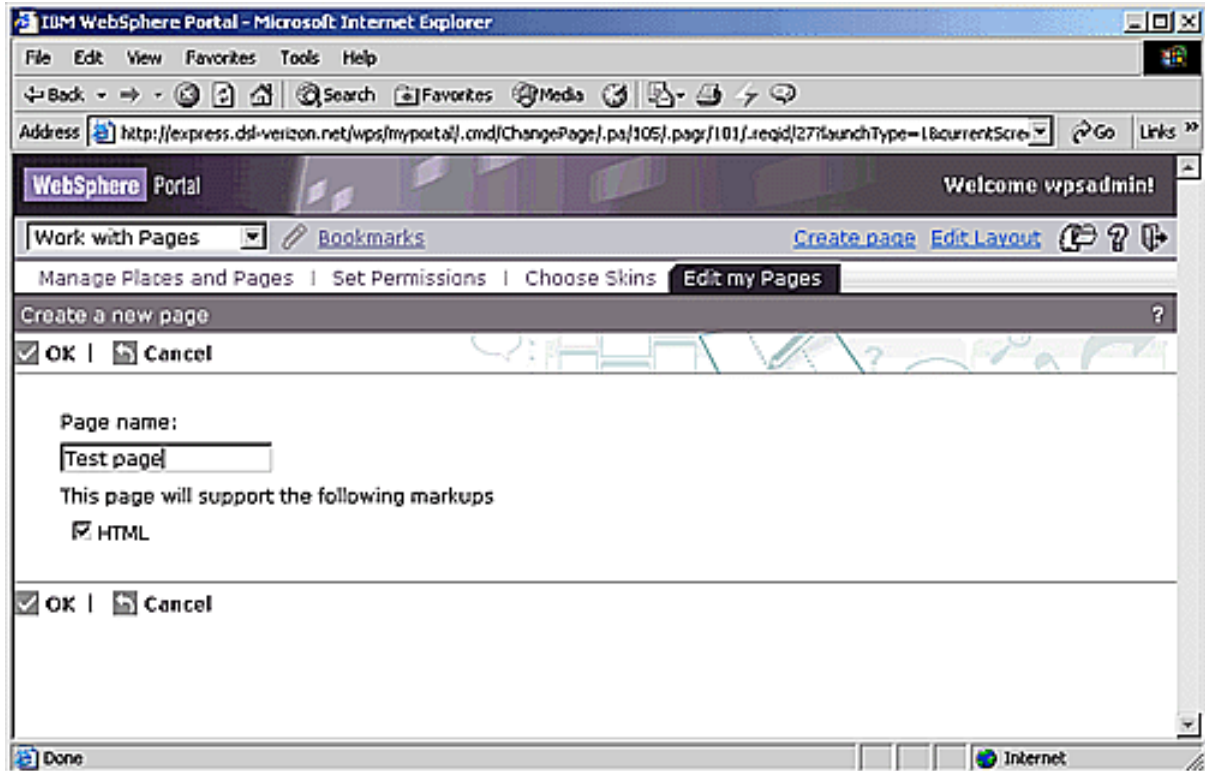 IBM WebSphere Portal - Microsoft Internet Explorer
File Edit View Favorites Tools Help
Back Search Favorites Media
Address http://express.dsl-verizon.net/wps/myportal/.cmd/ChangePage/.pa/105/.pagr/101/.reqid/27?launchType=1&currentScre Go Links »
WebSphere Portal Welcome wpsadmin!
Work with Pages Bookmarks Create page Edit Layout ?
Manage Places and Pages | Set Permissions | Choose Skins Edit my Pages
Create a new page ?
OK | Cancel
Page name:
Test page
This page will support the following markups
HTML
OK | Cancel
Done Internet